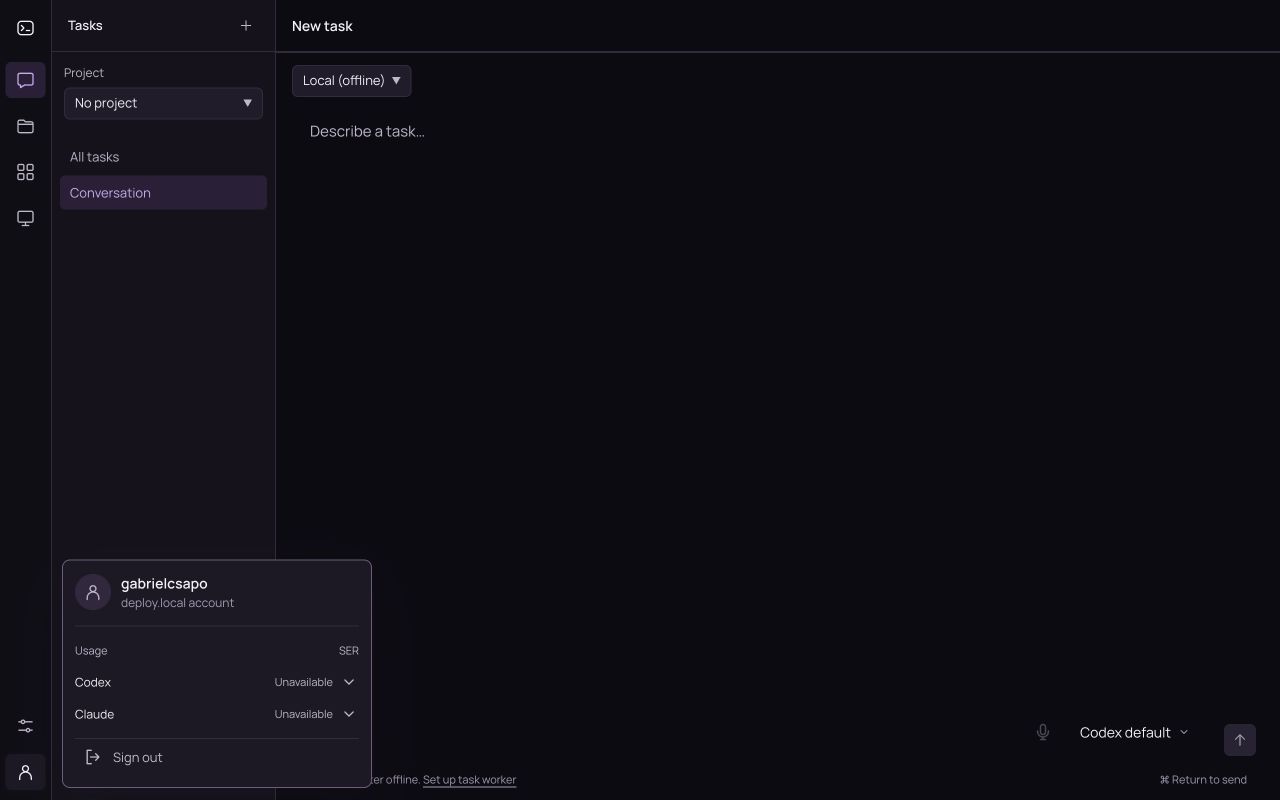 Tasks
New task
Project
No project
Local (offline)
Describe a task...
All tasks
Conversation
gabrielcsapo
deploy.local account
Usage SER
Codex Unavailable
Claude Unavailable
Sign out
Codex default
offline. Set up task worker
⌘ Return to send